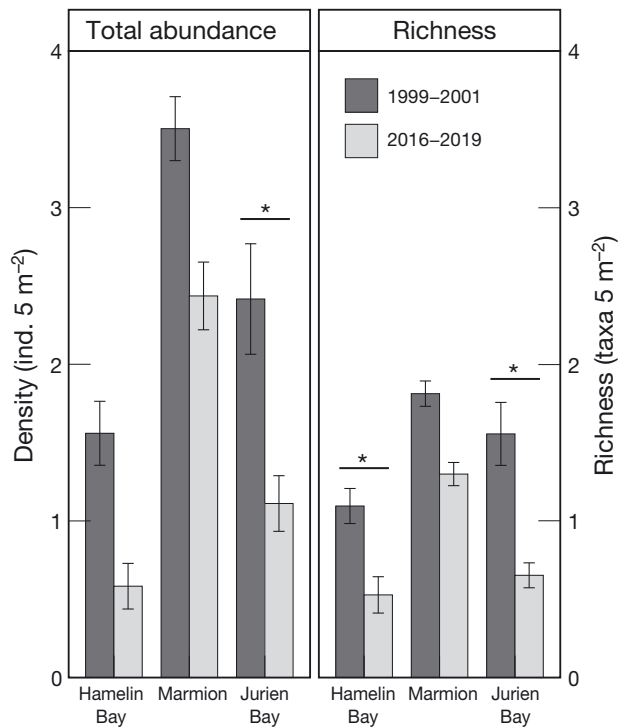 Total abundance
Richness
4
3
2
1
0
Density (ind. 5 m⁻²)
*
Hamelin
Bay
Marmion
Jurien
Bay
1999–2001
2016–2019
*
*
Hamelin
Bay
Marmion
Jurien
Bay
4
3
2
1
0
Richness (taxa 5 m⁻²)